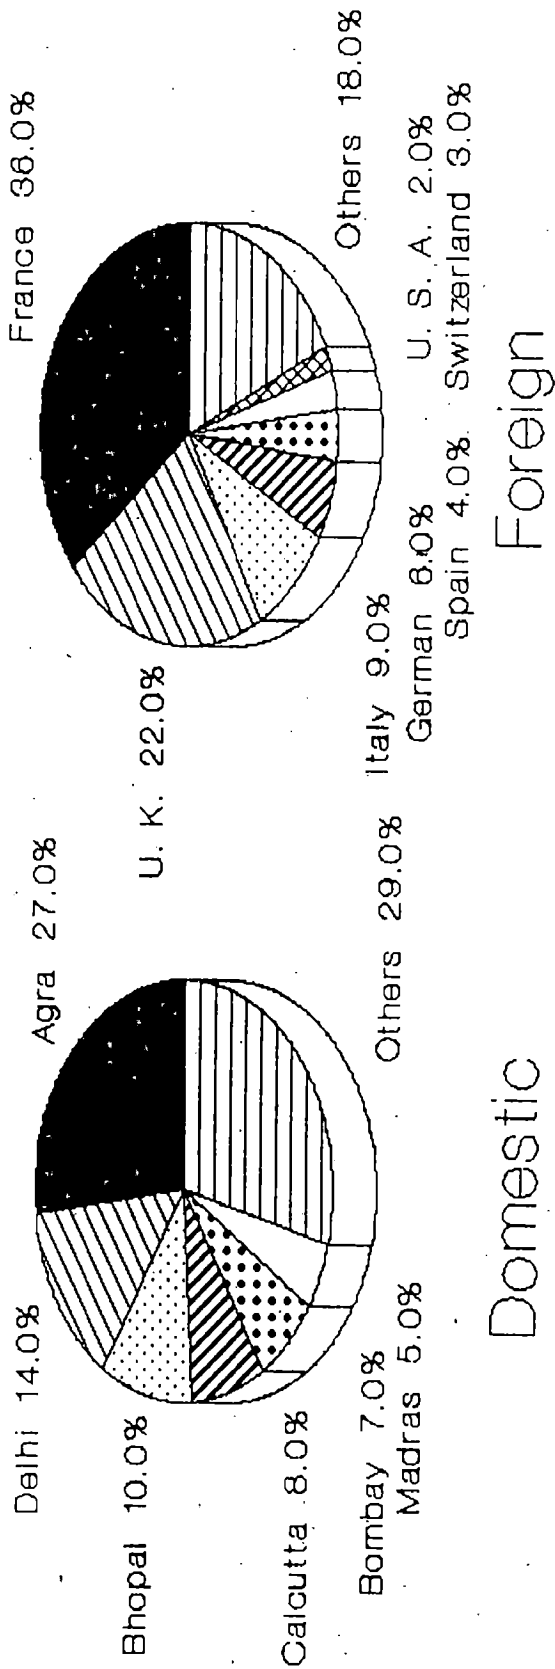 Agra 27.0%
Delhi 14.0%
Bhopal 10.0%
Calcutta 8.0%
Bombay 7.0%
Madras 5.0%
Others 29.0%
Domestic
France 36.0%
U. K. 22.0%
Italy 9.0%
German 6.0%
Spain 4.0%
Switzerland 3.0%
U. S. A. 2.0%
Others 18.0%
Foreign